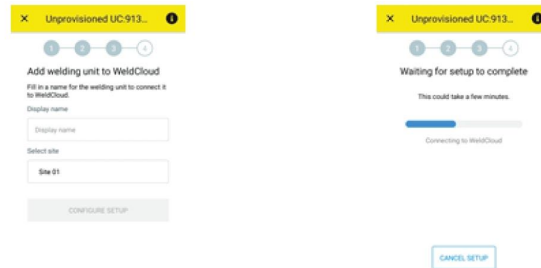 Unprovisioned UC:913...
1 2 3 4
Add welding unit to WeldCloud
Fill in a name for the welding unit to connect it
to WeldCloud.
Display name
Display name
Select site
Site 01
CONFIGURE SETUP
Unprovisioned UC:913...
1 2 3 4
Waiting for setup to complete
This could take a few minutes.
Connecting to WeldCloud
CANCEL SETUP